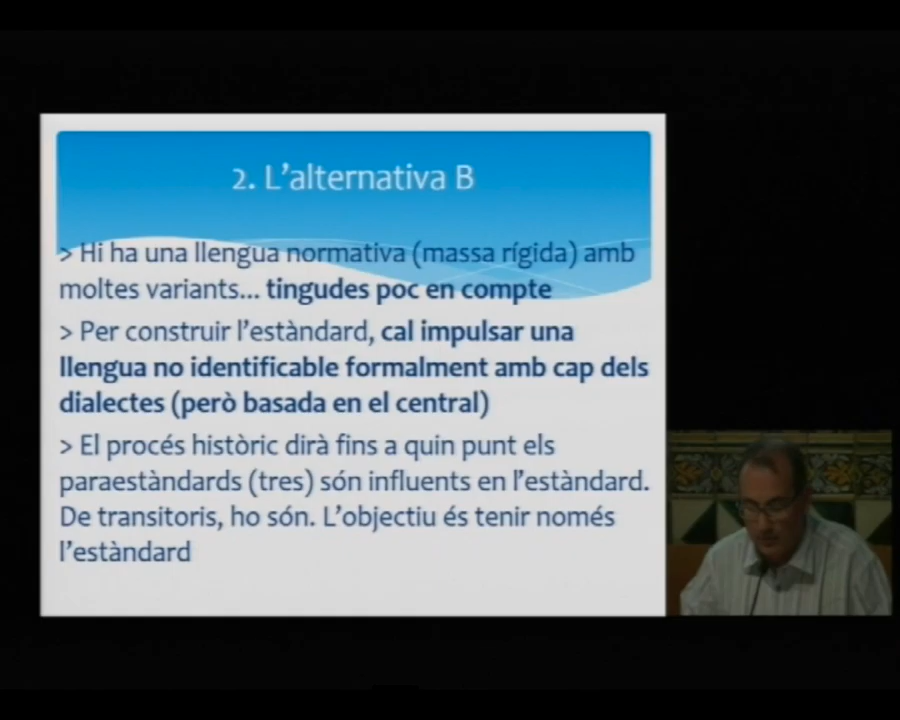 2. L'alternativa B
> Hi ha una llengua normativa (massa rígida) amb
moltes variants... tingudes poc en compte
> Per construir l'estàndard, cal impulsar una
llengua no identificable formalment amb cap dels
dialectes (però basada en el central)
> El procés històric dirà fins a quin punt els
paraestàndards (tres) són influents en l'estàndard.
De transitoris, ho són. L'objectiu és tenir només
l'estàndard